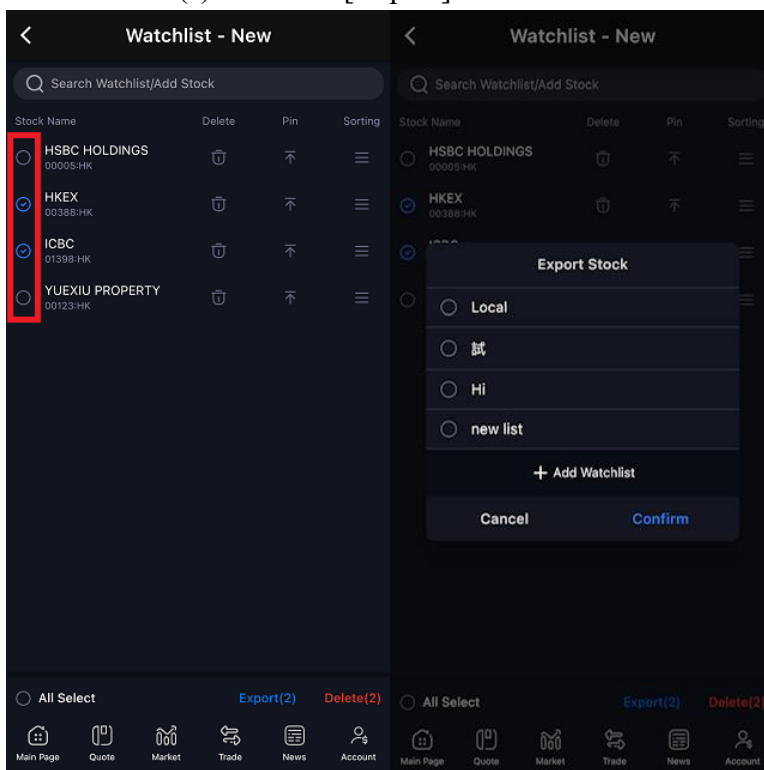 Watchlist - New
Search Watchlist/Add Stock
Stock Name Delete Pin Sorting
HSBC HOLDINGS
00005:HK
HKEX
00388:HK
ICBC
01398:HK
YUEXIU PROPERTY
00123:HK
All Select Export(2) Delete(2)
Main Page Quote Market Trade News Account
Watchlist - New
Search Watchlist/Add Stock
Stock Name Delete Pin Sorting
HSBC HOLDINGS
00005:HK
HKEX
00388:HK
Export Stock
Local
試
Hi
new list
+ Add Watchlist
Cancel Confirm
All Select Export(2) Delete(2)
Main Page Quote Market Trade News Account